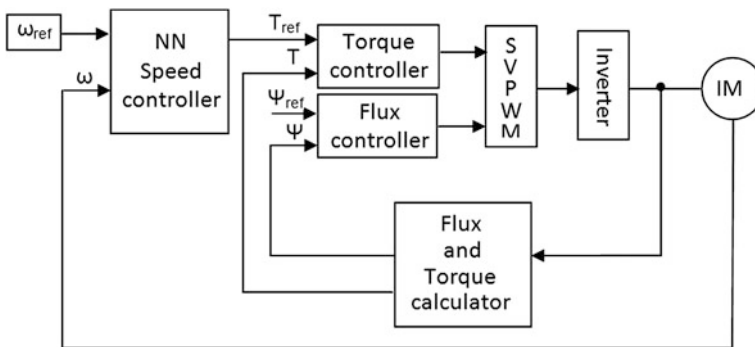 ωref
ω
NN
Speed
controller
Tref
T
Torque
controller
Ψref
Ψ
Flux
controller
S
V
P
W
M
Inverter
IM
Flux
and
Torque
calculator